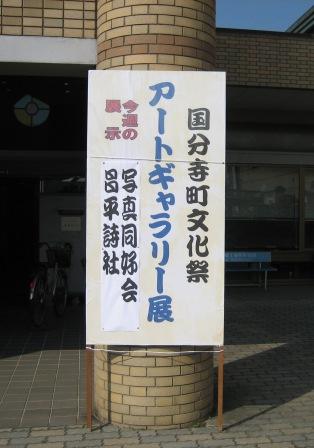 国分寺町文化祭
アートギャラリー展
今週の
展示
写真同好会
呂平詩社